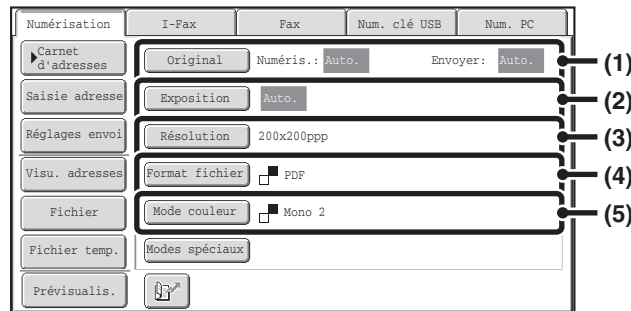 Numérisation I-Fax Fax Num. clé USB Num. PC
Carnet d'adresses
Original Numéris.: Auto. Envoyer: Auto. (1)
Saisie adresse
Exposition Auto. (2)
Réglages envoi
Résolution 200x200ppp (3)
Visu. adresses
Format fichier PDF (4)
Fichier
Mode couleur Mono 2 (5)
Fichier temp.
Modes spéciaux
Prévisualis.